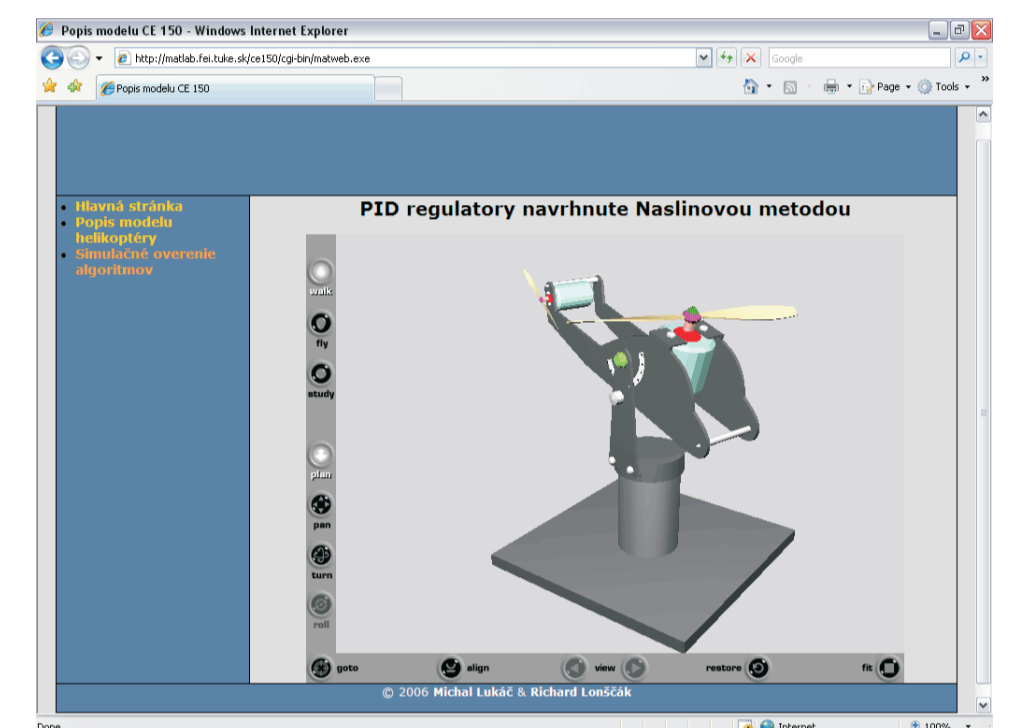 Popis modelu CE 150 - Windows Internet Explorer
http://matlab.fei.tuke.sk/ce150/cgi-bin/matweb.exe
Google
Popis modelu CE 150
Page
Tools
Hlavná stránka
Popis modelu
helikoptéry
Simulačné overenie
algoritmov
PID regulatory navrhnute Naslinovou metodou
walk
fly
study
plan
pan
turn
roll
goto
align
view
restore
fit
© 2006 Michal Lukáč & Richard Lonščák
Done
Internet
100%